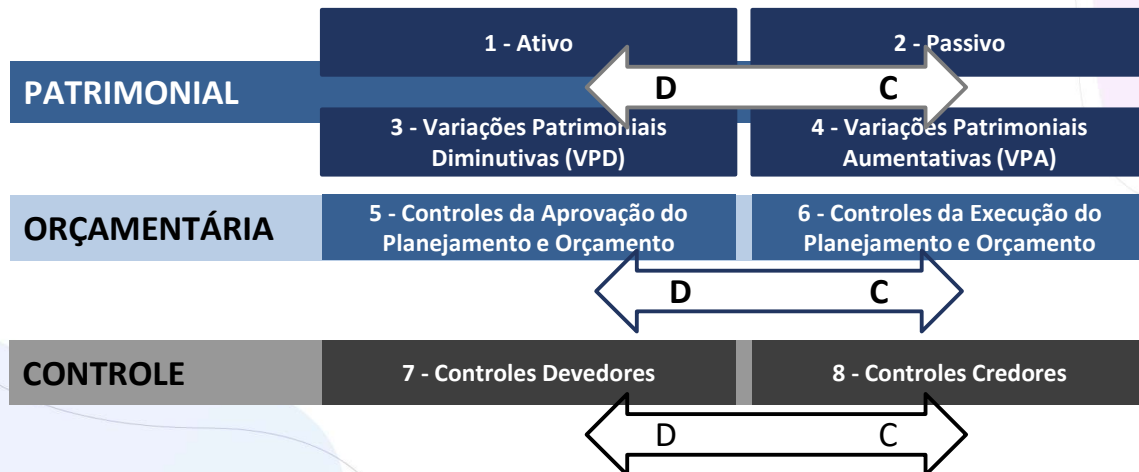 1 - Ativo
2 - Passivo
PATRIMONIAL
D
C
3 - Variações Patrimoniais
Diminutivas (VPD)
4 - Variações Patrimoniais
Aumentativas (VPA)
ORÇAMENTÁRIA
5 - Controles da Aprovação do
Planejamento e Orçamento
6 - Controles da Execução do
Planejamento e Orçamento
D
C
CONTROLE
7 - Controles Devedores
8 - Controles Credores
D
C